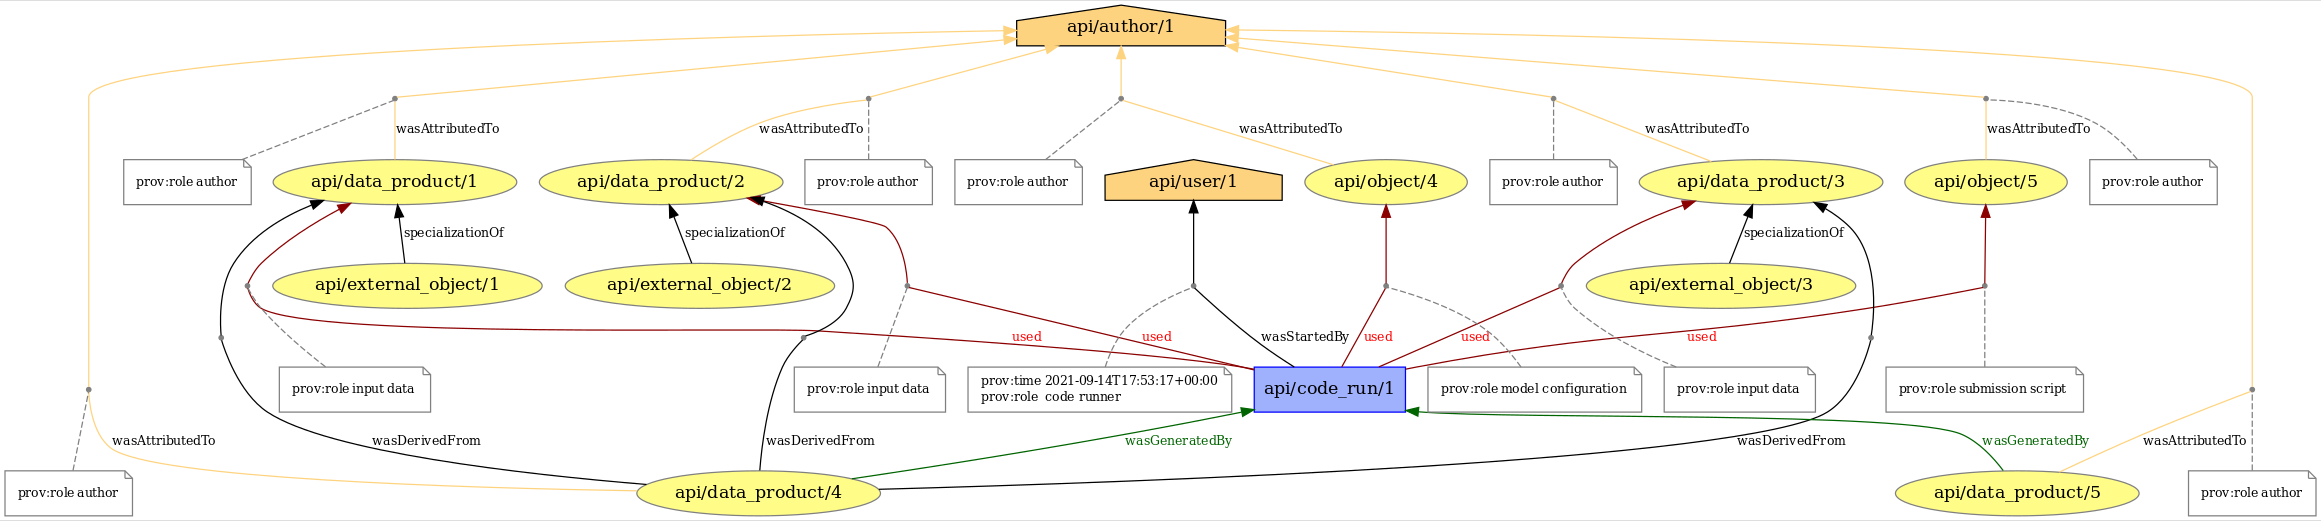 api/author/1
wasAttributedTo
wasAttributedTo
wasAttributedTo
wasAttributedTo
wasAttributedTo
prov:role author
api/data_product/1
api/data_product/2
prov:role author
prov:role author
api/user/1
api/object/4
prov:role author
api/data_product/3
api/object/5
prov:role author
specializationOf
specializationOf
specializationOf
api/external_object/1
api/external_object/2
api/external_object/3
used
used
wasStartedBy
used
used
used
prov:role input data
prov:role input data
prov:time 2021-09-14T17:53:17+00:00
prov:role  code runner
api/code_run/1
prov:role model configuration
prov:role input data
prov:role submission script
wasAttributedTo
wasDerivedFrom
wasDerivedFrom
wasGeneratedBy
wasDerivedFrom
wasGeneratedBy
wasAttributedTo
prov:role author
api/data_product/4
api/data_product/5
prov:role author